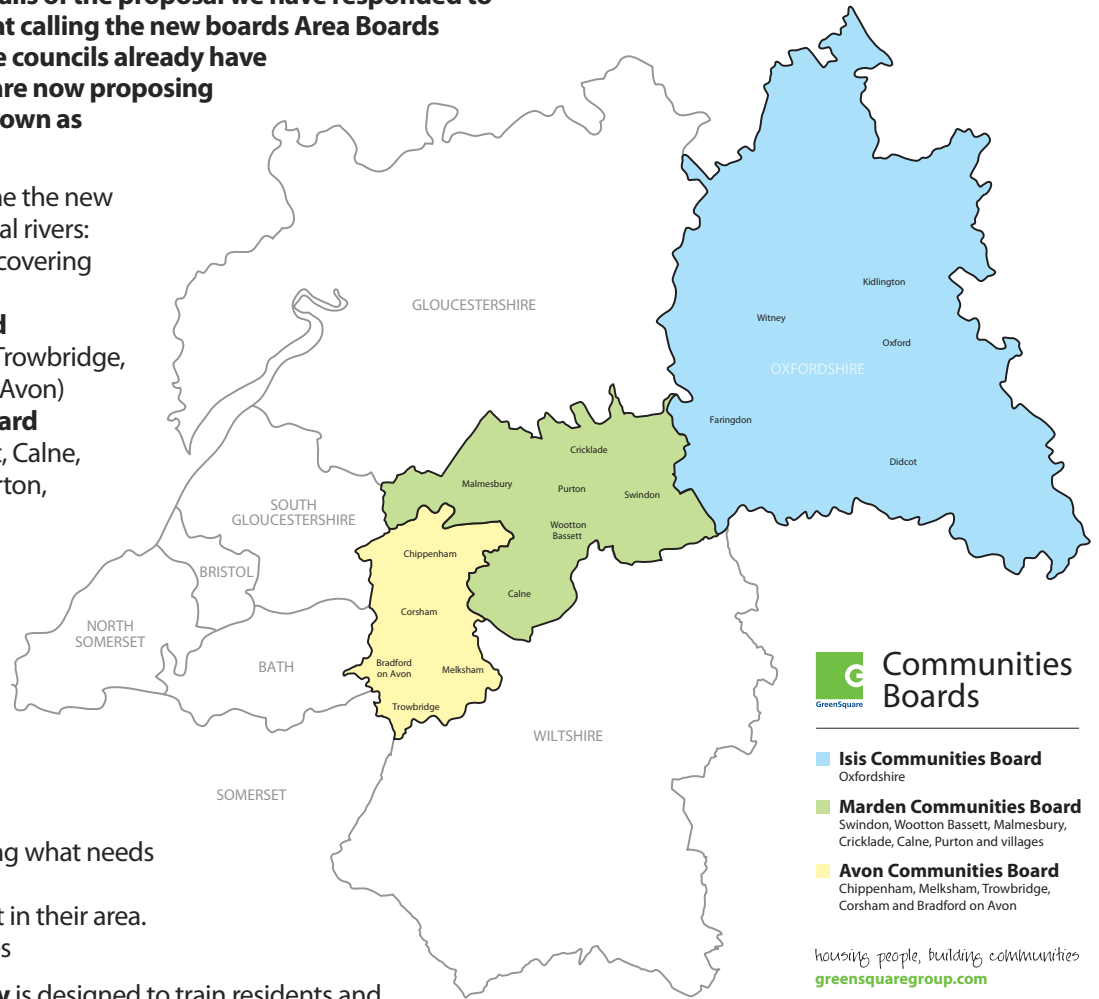 ails of the proposal we have responded to
at calling the new boards Area Boards
e councils already have
are now proposing
own as
ne the new
al rivers:
covering
d
Trowbridge,
Avon)
ard
t, Calne,
rton,
ng what needs
t in their area.
es
y is designed to train residents and
GLOUCESTERSHIRE
Kidlington
Witney
Oxford
OXFORDSHIRE
Faringdon
Didcot
Cricklade
Malmesbury
Purton
Swindon
Wootton
Bassett
Calne
SOUTH
GLOUCESTERSHIRE
Chippenham
BRISTOL
Corsham
NORTH
SOMERSET
BATH
Bradford
on Avon
Melksham
Trowbridge
WILTSHIRE
SOMERSET
G
GreenSquare
Communities
Boards
Isis Communities Board
Oxfordshire
Marden Communities Board
Swindon, Wootton Bassett, Malmesbury,
Cricklade, Calne, Purton and villages
Avon Communities Board
Chippenham, Melksham, Trowbridge,
Corsham and Bradford on Avon
housing people, building communities
greensquaregroup.com